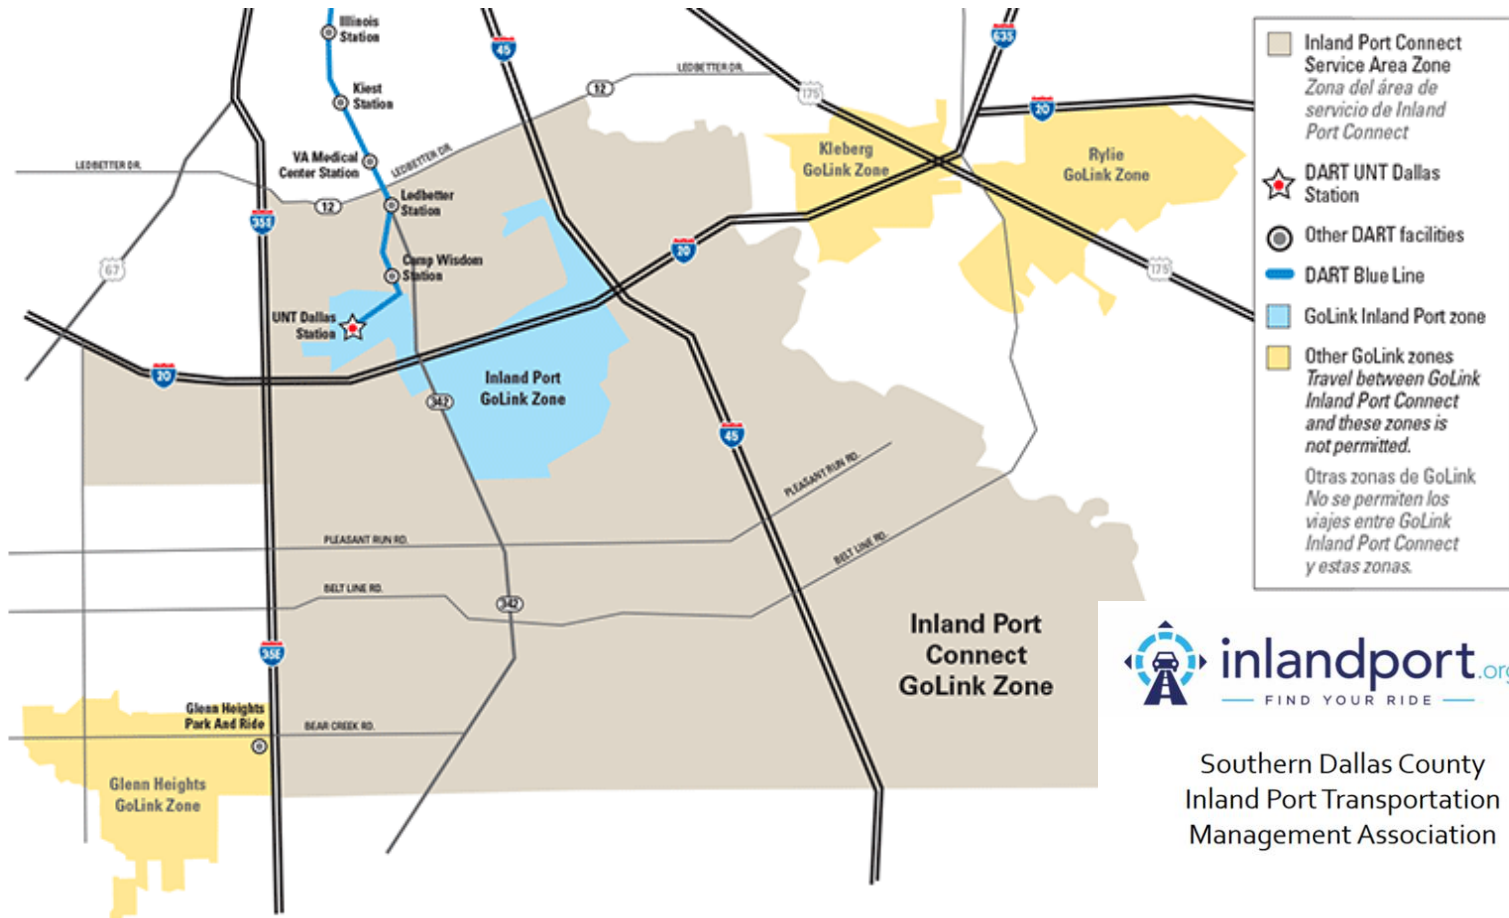 Illinois
Station
45
635
Inland Port Connect
Service Area Zone
Zona del área de
servicio de Inland
Port Connect
LEDBETTER DR.
12
175
20
Kiest
Station
Kleberg
GoLink Zone
Rylie
GoLink Zone
VA Medical
Center Station
LEDBETTER DR.
LEDBETTER DR.
DART UNT Dallas
Station
12
Ledbetter
Station
35E
Other DART facilities
20
67
Camp Wisdom
Station
175
DART Blue Line
UNT Dallas
Station
GoLink Inland Port zone
20
Inland Port
GoLink Zone
Other GoLink zones
Travel between GoLink
Inland Port Connect
and these zones is
not permitted.
342
45
PLEASANT RUN RD.
Otras zonas de GoLink
No se permiten los
viajes entre GoLink
Inland Port Connect
y estas zonas.
PLEASANT RUN RD.
BELT LINE RD.
BELT LINE RD.
342
Inland Port
Connect
GoLink Zone
35E
inlandport.org
FIND YOUR RIDE
Glenn Heights
Park And Ride
BEAR CREEK RD.
Glenn Heights
GoLink Zone
Southern Dallas County
Inland Port Transportation
Management Association